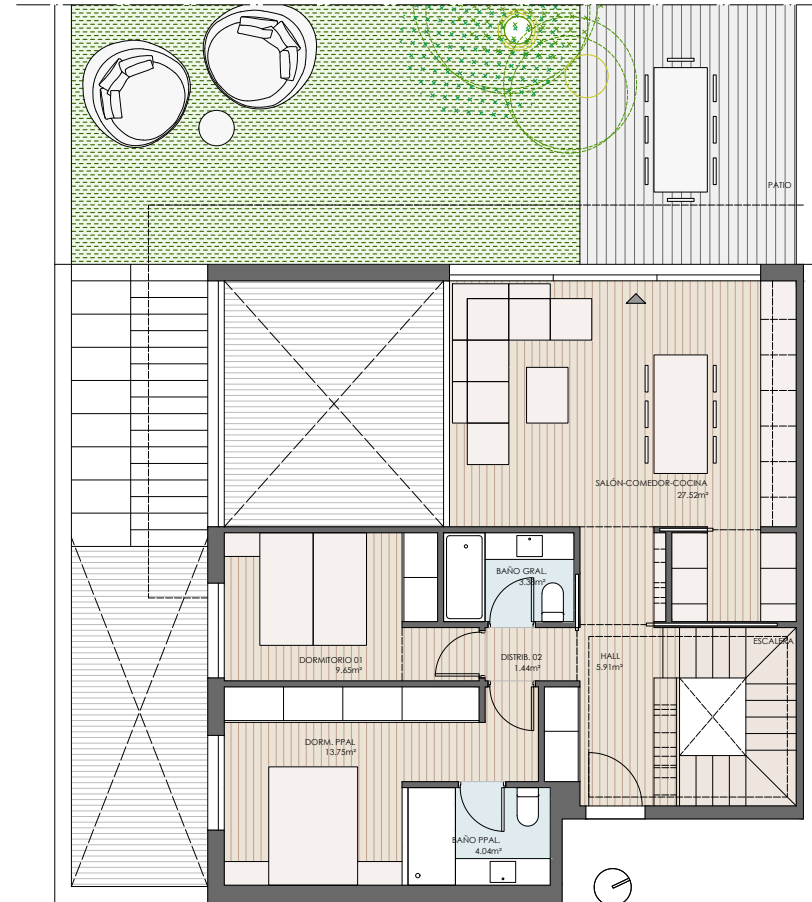 PATIO
SALÓN-COMEDOR-COCINA
27.52m²
BAÑO GRAL.
3.38m²
ESCALERA
DORMITORIO 01
9.65m²
DISTRIB. 02
1.44m²
HALL
5.91m²
DORM. PPAL
13.75m²
BAÑO PPAL.
4.04m²